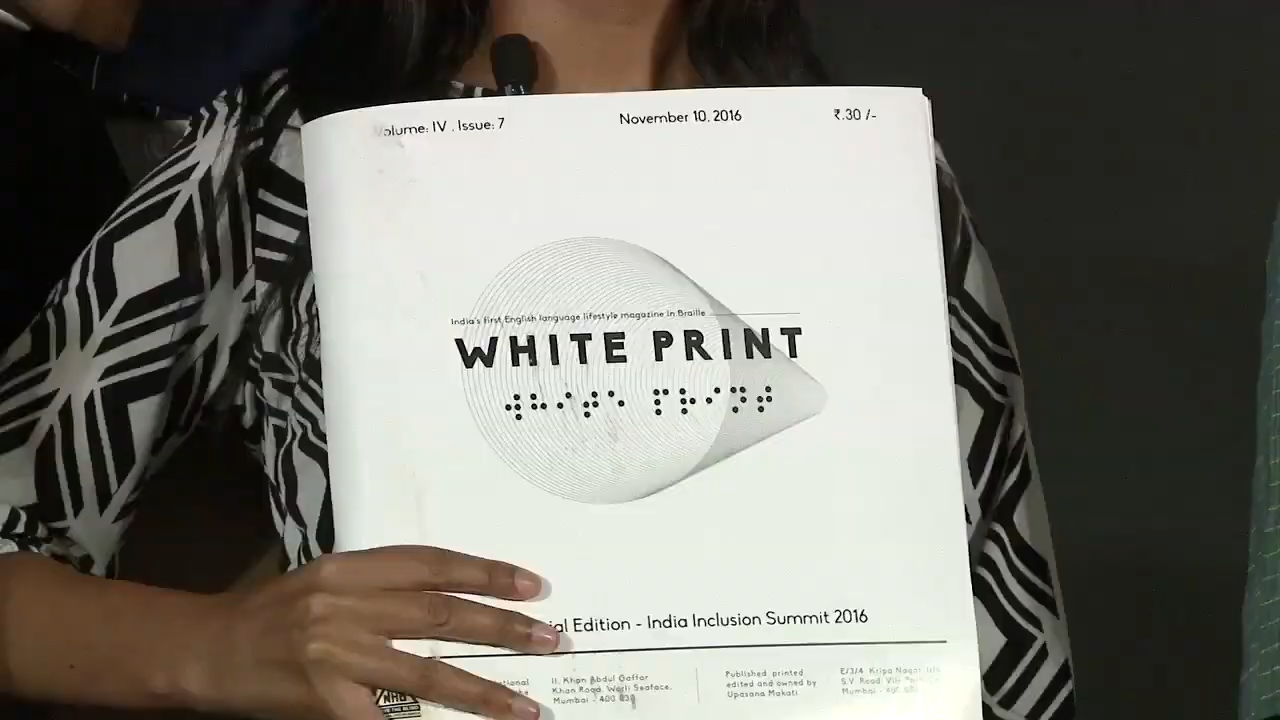 Volume: IV . Issue: 7
November 10, 2016
₹.30 /-
India's first English language lifestyle magazine in Braille
WHITE PRINT
⠺⠓⠊⠞⠑ ⠏⠗⠊⠝⠞
Edition - India Inclusion Summit 2016
11, Khan Abdul Gaffar
Khan Road, Worli Seaface,
Mumbai - 400 030
Published, printed
edited and owned by
Upasana Makati
E/3/4, Kripa Nagar
S.V. Road
Mumbai - 400